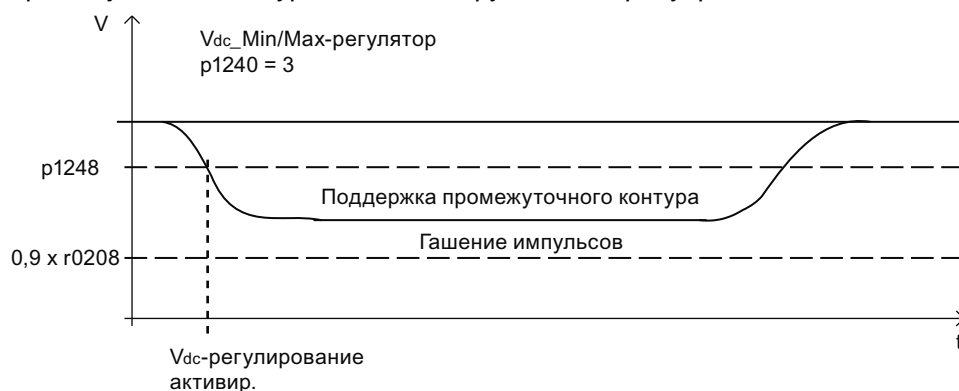 V
Vdc_Min/Max-регулятор
p1240 = 3
p1248
Поддержка промежуточного контура
Гашение импульсов
0,9 x r0208
t
Vdc-регулирование
активир.